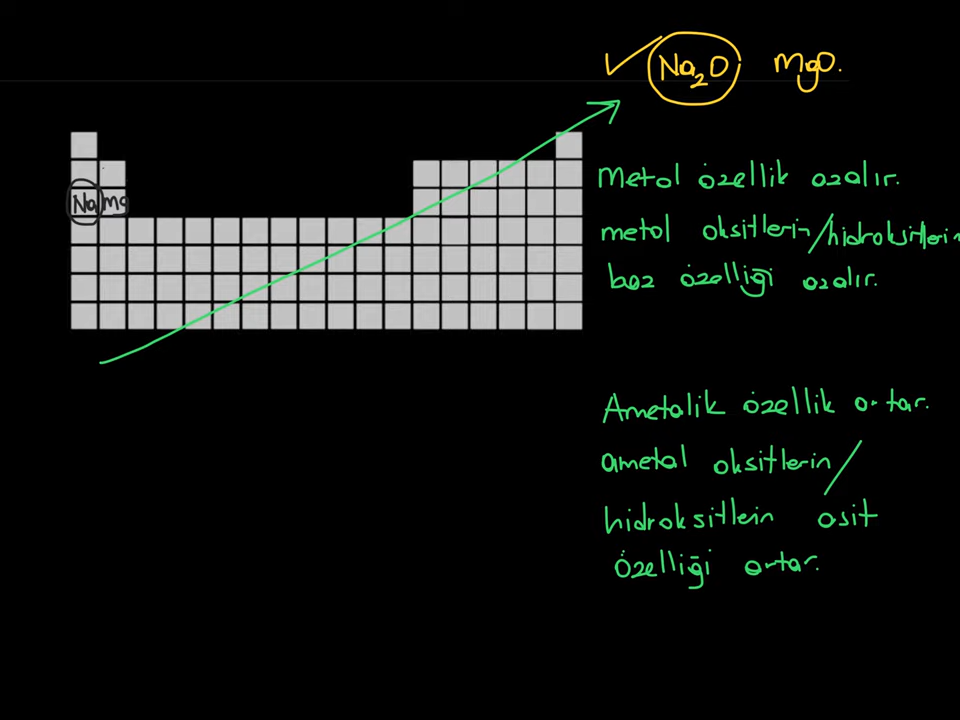 ✓ Na₂O MgO.
Na Mg
Metal özellik azalır.
metal oksitlerin/hidroksitlerin
baz özelliği azalır.
Ametalik özellik artar.
ametal oksitlerin/
hidroksitlein asit
özelliği artar.